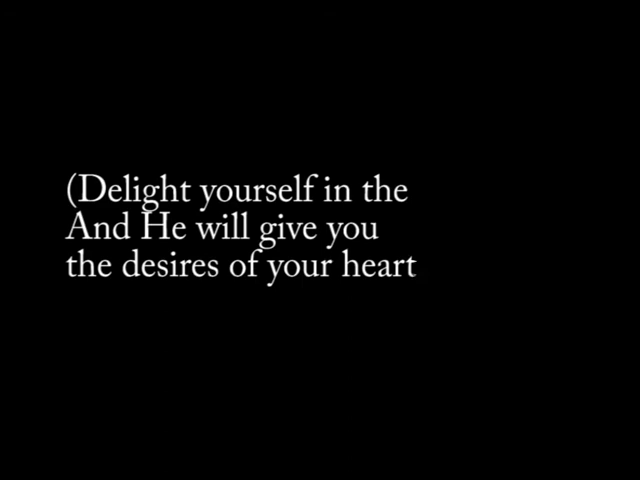 (Delight yourself in the
And He will give you
the desires of your heart